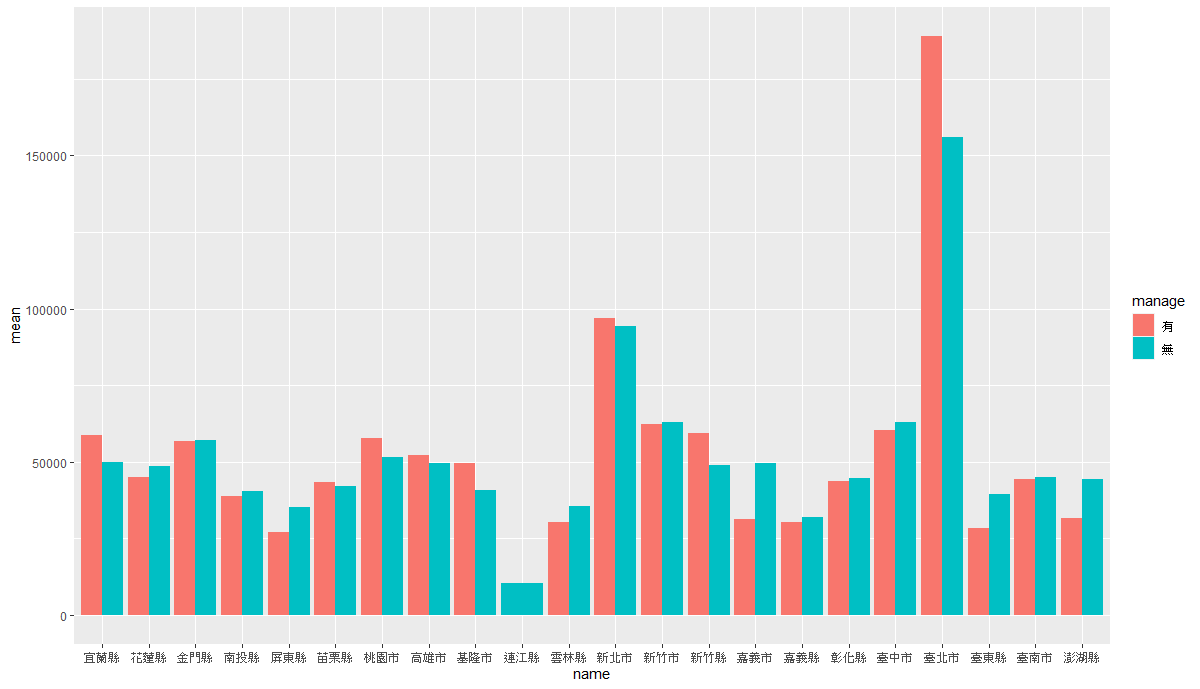 mean
150000
100000
50000
0
宜蘭縣 花蓮縣 金門縣 南投縣 屏東縣 苗栗縣 桃園市 高雄市 基隆市 連江縣 雲林縣 新北市 新竹市 新竹縣 嘉義市 嘉義縣 彰化縣 臺中市 臺北市 臺東縣 臺南市 澎湖縣
name
manage
有
無